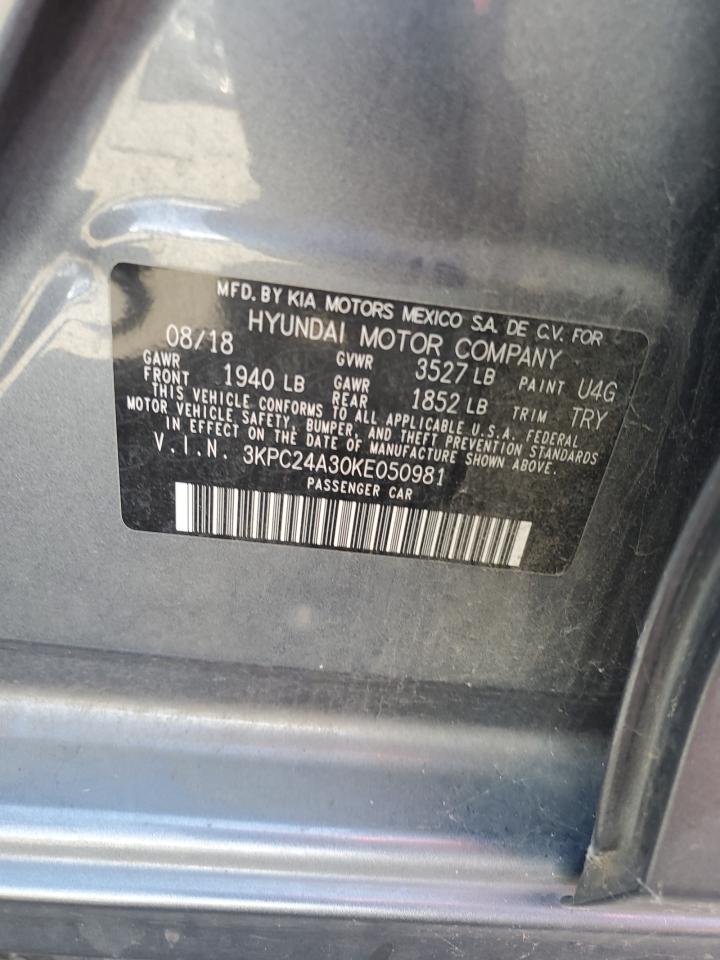 MFD. BY KIA MOTORS MEXICO S.A. DE C.V. FOR
HYUNDAI MOTOR COMPANY
08/18 GVWR 3527 LB PAINT U4G
GAWR FRONT 1940 LB GAWR REAR 1852 LB TRIM TRY
THIS VEHICLE CONFORMS TO ALL APPLICABLE U.S.A. FEDERAL
MOTOR VEHICLE SAFETY, BUMPER, AND THEFT PREVENTION STANDARDS
IN EFFECT ON THE DATE OF MANUFACTURE SHOWN ABOVE.
V.I.N. 3KPC24A30KE050981
PASSENGER CAR